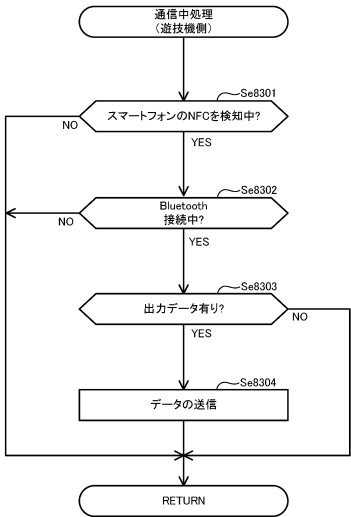 通信中処理
(遊技機側)
Se8301
スマートフォンのNFCを検知中?
NO
YES
Se8302
Bluetooth
接続中?
NO
YES
Se8303
出力データ有り?
NO
YES
Se8304
データの送信
RETURN